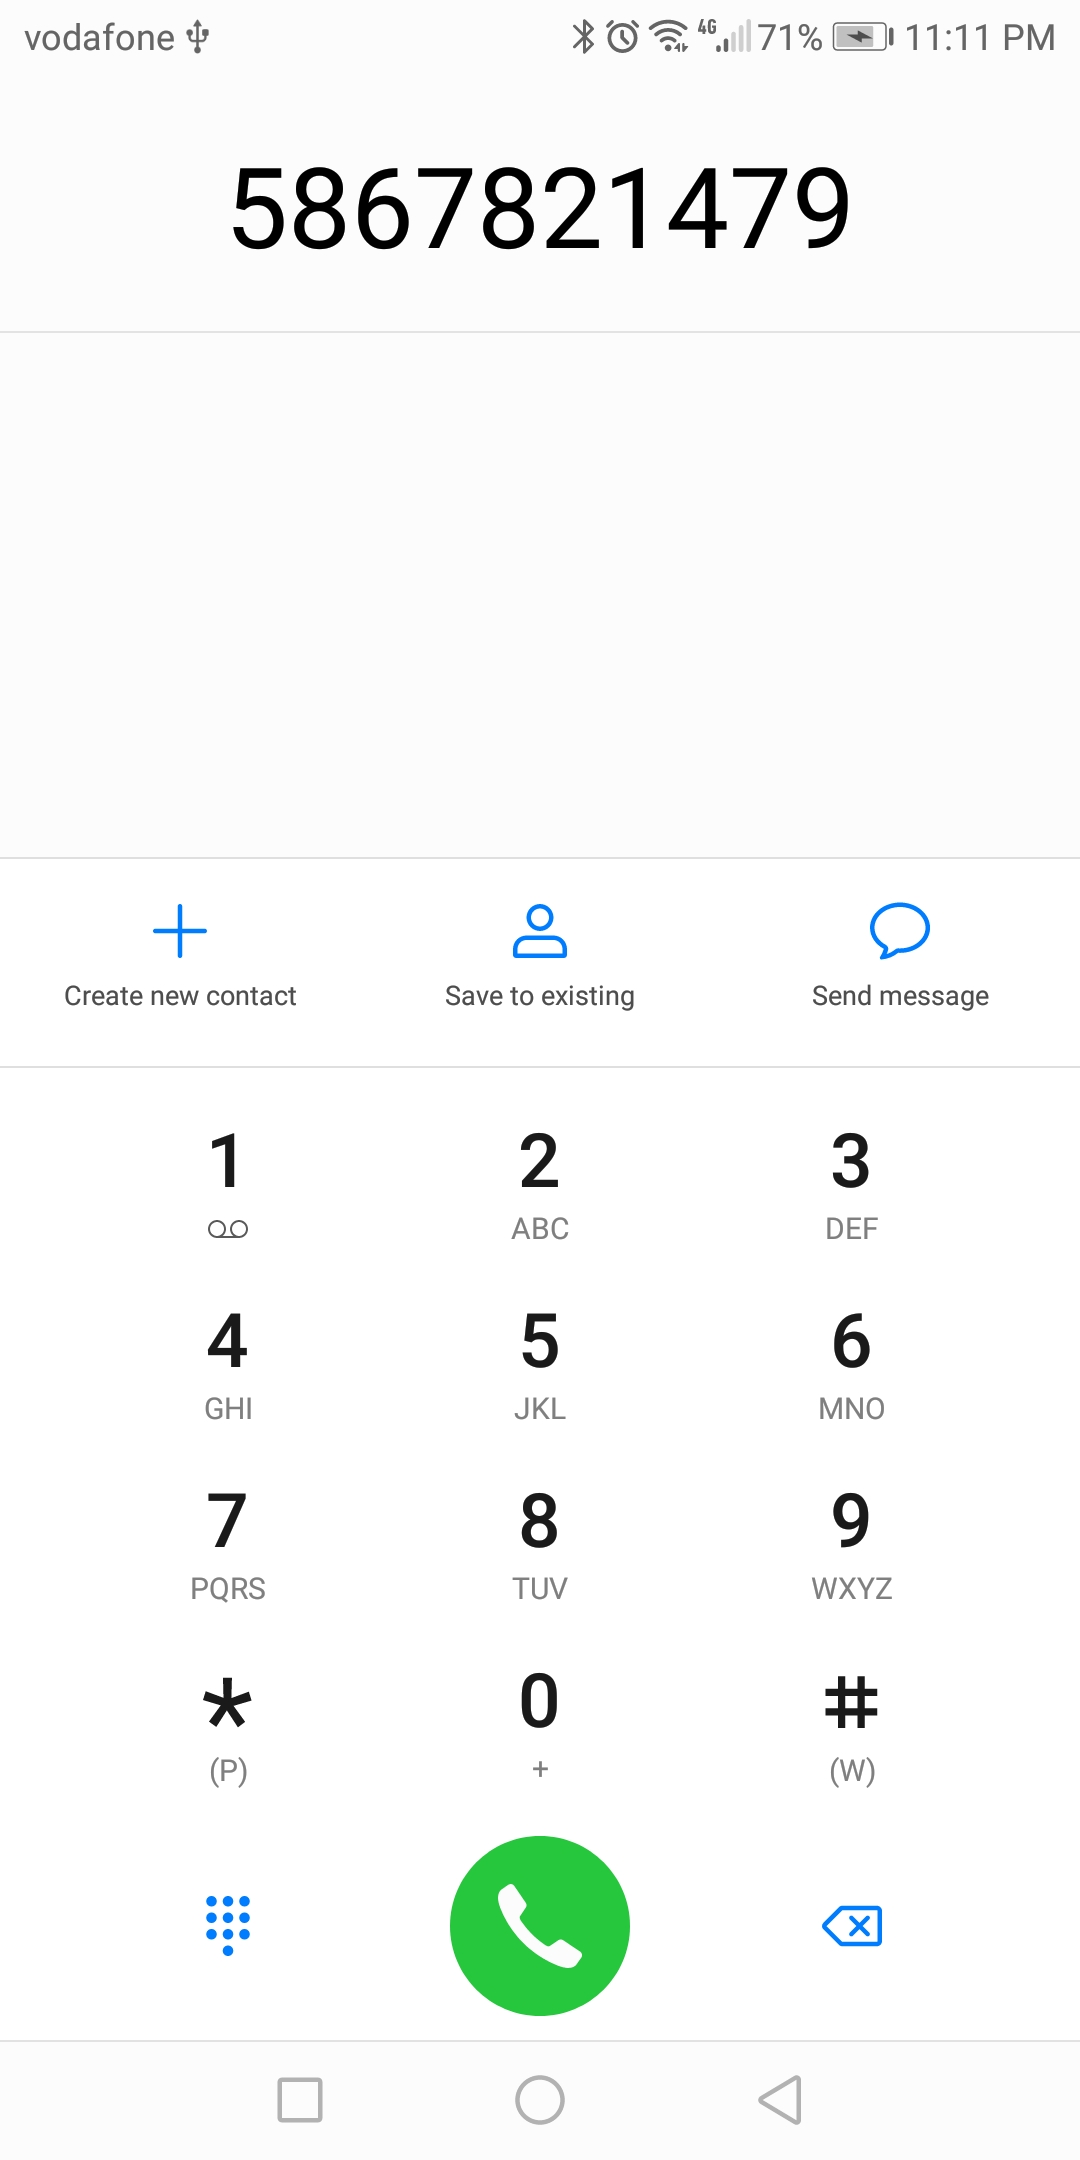 vodafone 4G 71% 11:11 PM
5867821479
Create new contact Save to existing Send message
1 2 3
ABC DEF
4 5 6
GHI JKL MNO
7 8 9
PQRS TUV WXYZ
* 0 #
(P) + (W)